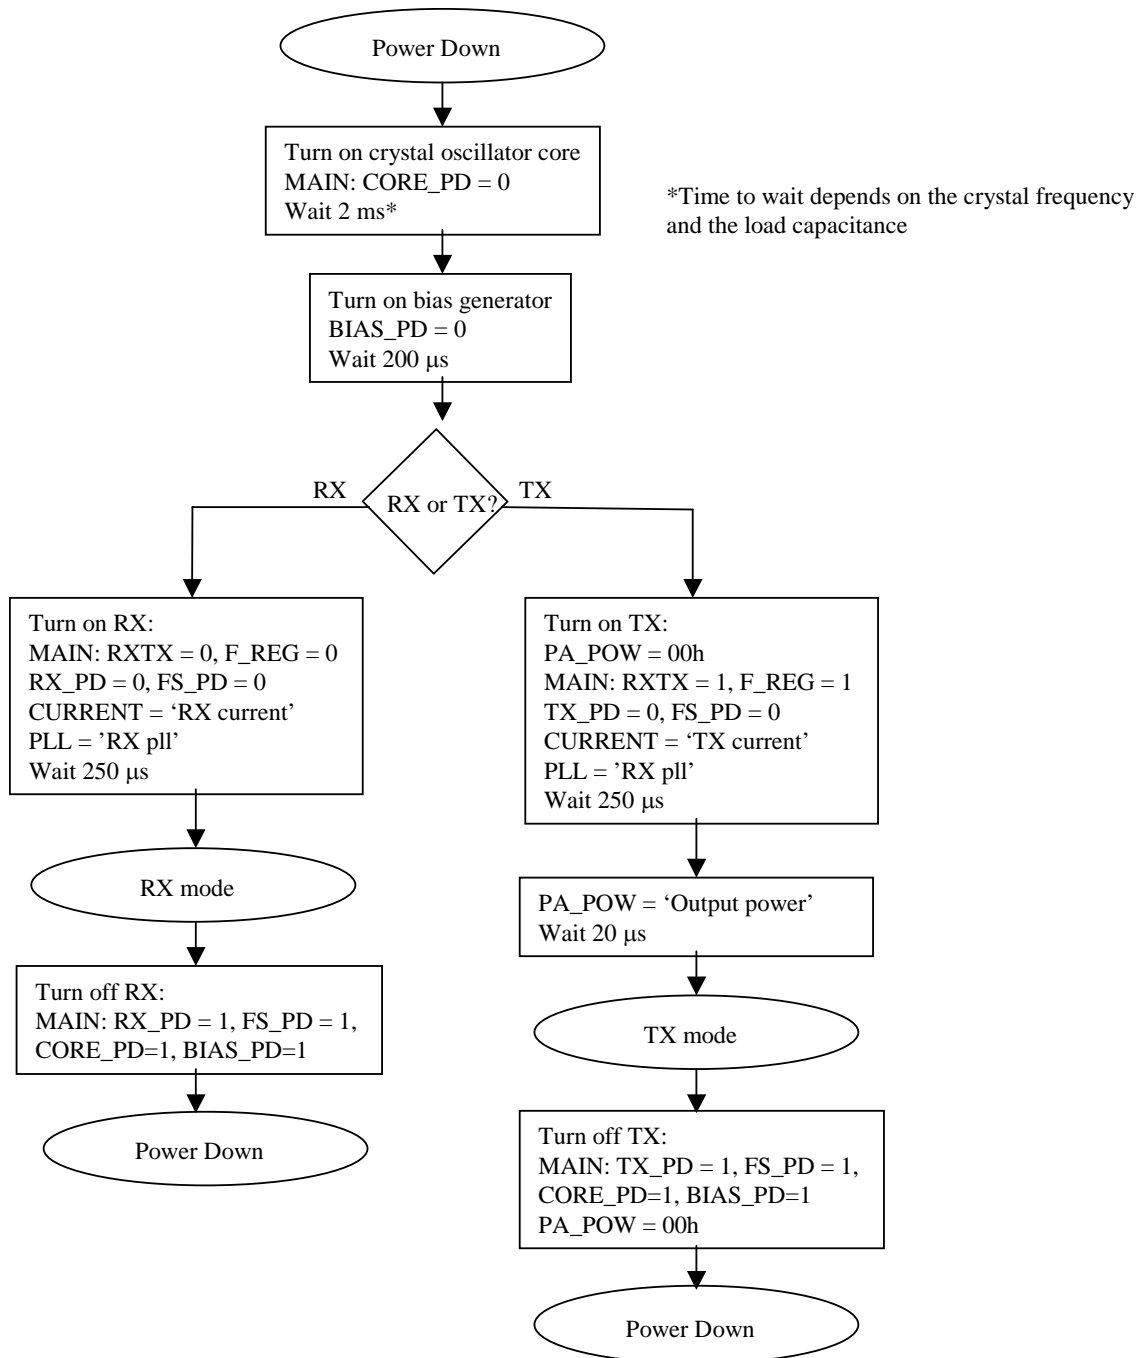 Power Down
Turn on crystal oscillator core
MAIN: CORE_PD = 0
Wait 2 ms*
*Time to wait depends on the crystal frequency
and the load capacitance
Turn on bias generator
BIAS_PD = 0
Wait 200 μs
RX
RX or TX?
TX
Turn on RX:
MAIN: RXTX = 0, F_REG = 0
RX_PD = 0, FS_PD = 0
CURRENT = ‘RX current’
PLL = ’RX pll’
Wait 250 μs
RX mode
Turn off RX:
MAIN: RX_PD = 1, FS_PD = 1,
CORE_PD=1, BIAS_PD=1
Power Down
Turn on TX:
PA_POW = 00h
MAIN: RXTX = 1, F_REG = 1
TX_PD = 0, FS_PD = 0
CURRENT = ‘TX current’
PLL = ’RX pll’
Wait 250 μs
PA_POW = ‘Output power’
Wait 20 μs
TX mode
Turn off TX:
MAIN: TX_PD = 1, FS_PD = 1,
CORE_PD=1, BIAS_PD=1
PA_POW = 00h
Power Down